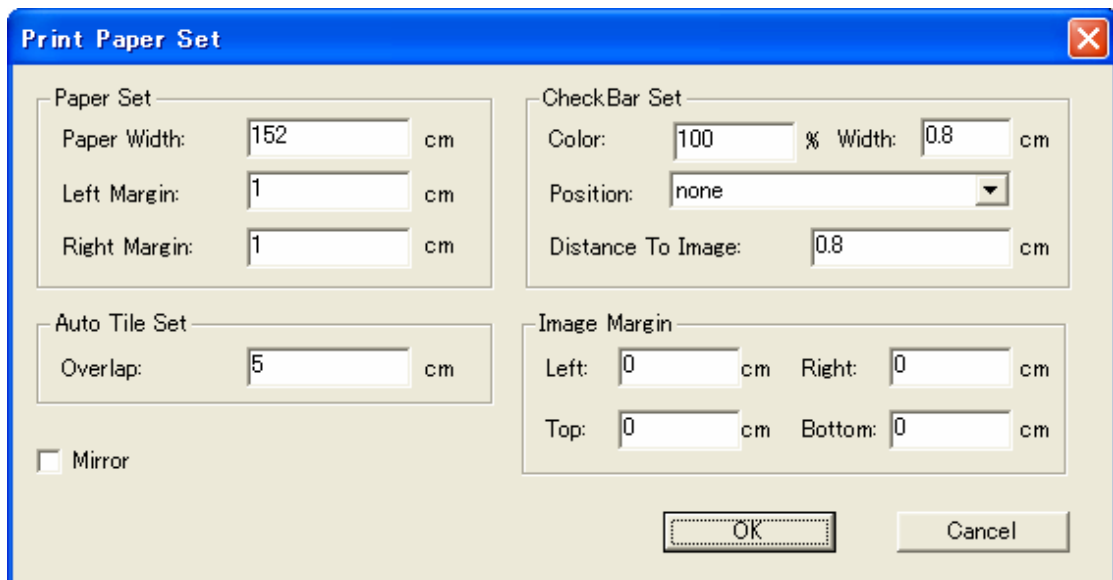 Print Paper Set
Paper Set
Paper Width: 152 cm
Left Margin: 1 cm
Right Margin: 1 cm
CheckBar Set
Color: 100 % Width: 0.8 cm
Position: none
Distance To Image: 0.8 cm
Auto Tile Set
Overlap: 5 cm
Image Margin
Left: 0 cm Right: 0 cm
Top: 0 cm Bottom: 0 cm
Mirror
OK Cancel